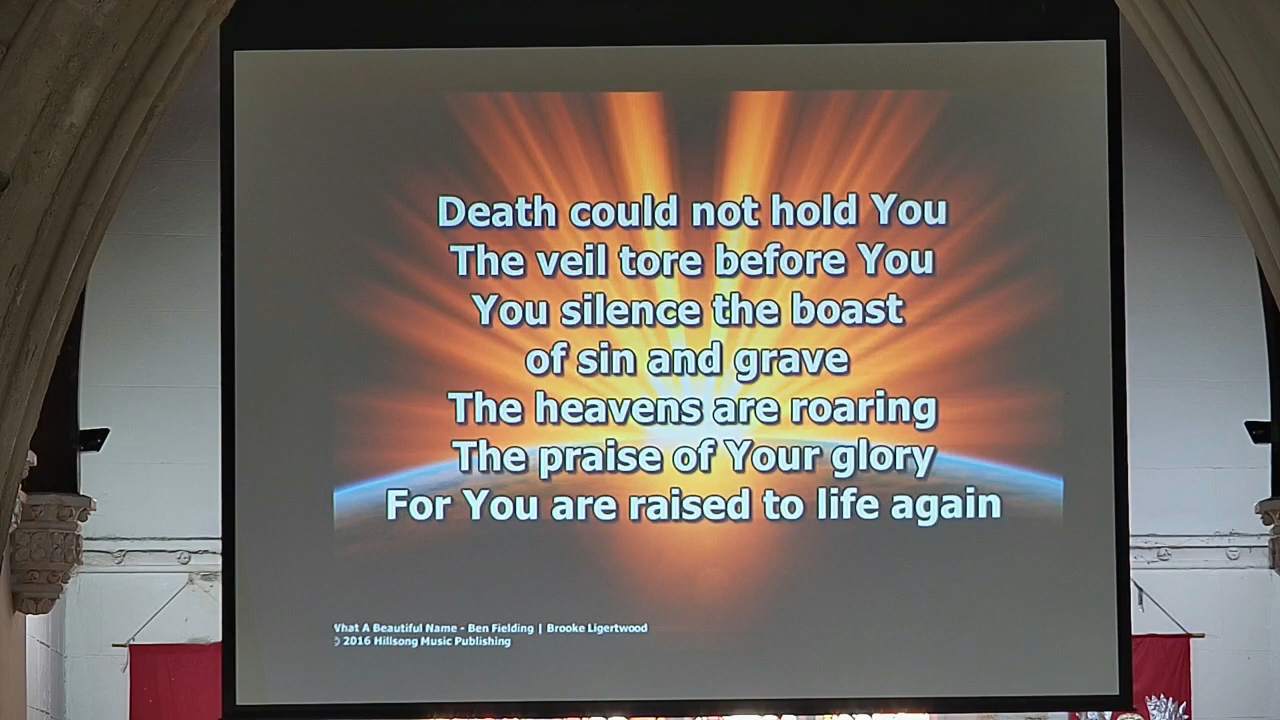 Death could not hold You
The veil tore before You
You silence the boast
of sin and grave
The heavens are roaring
The praise of Your glory
For You are raised to life again
What A Beautiful Name - Ben Fielding | Brooke Ligertwood
© 2016 Hillsong Music Publishing